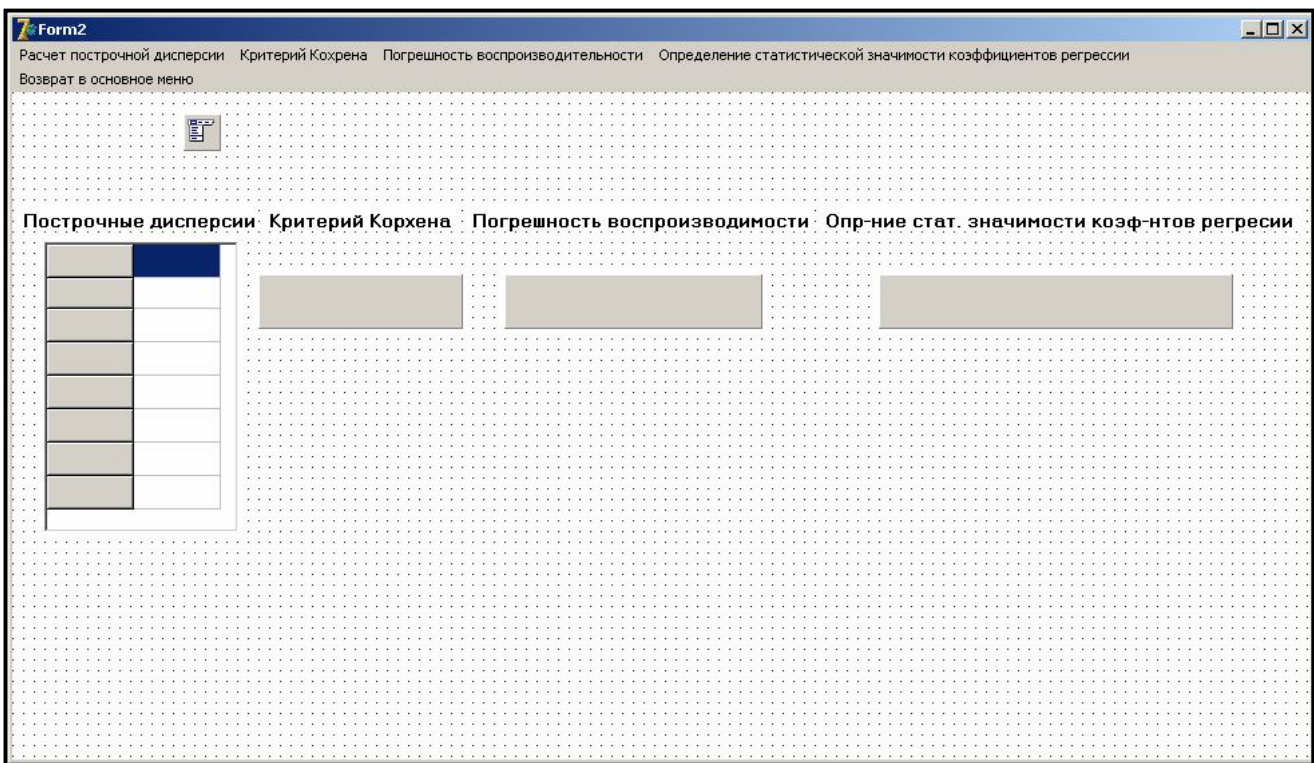 Form2
Расчет построчной дисперсии Критерий Кохрена Погрешность воспроизводительности Определение статистической значимости коэффициентов регрессии
Возврат в основное меню
Построчные дисперсии Критерий Корхена Погрешность воспроизводимости Опр-ние стат. значимости коэф-нтов регресии